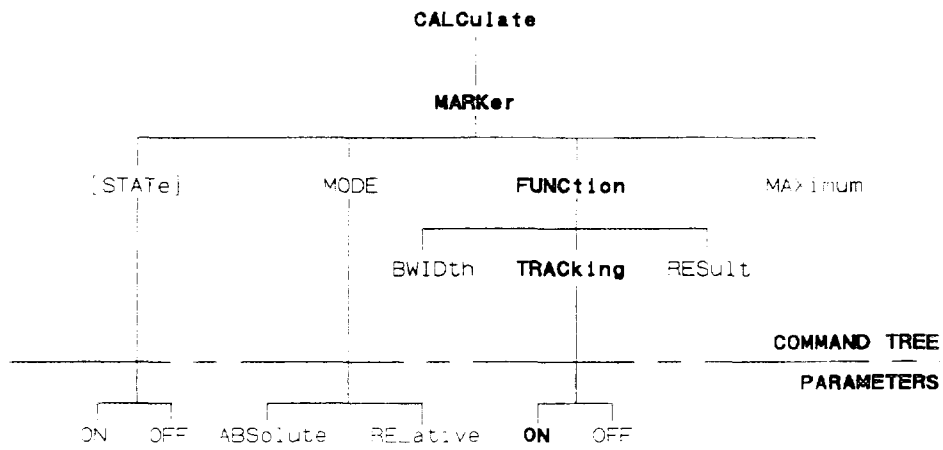 CALCulate
MARKer
[STATe] MODE FUNCtion MAXimum
BWIDth TRACking RESult
COMMAND TREE
PARAMETERS
ON OFF ABSolute RELative ON OFF